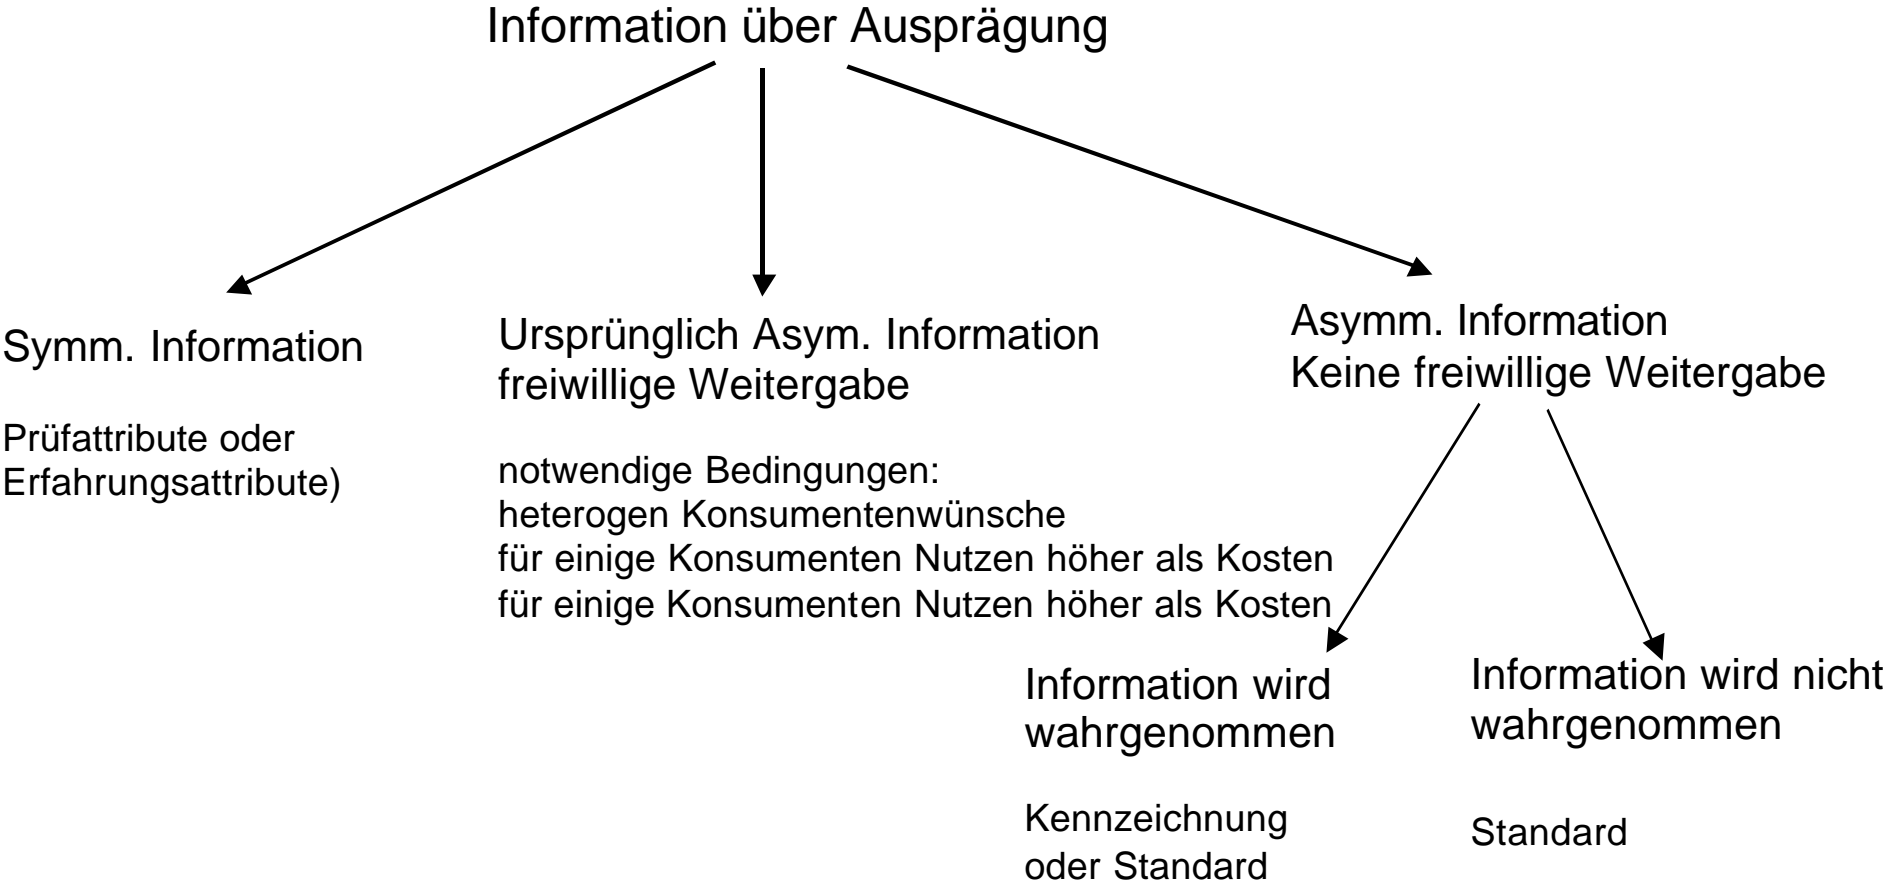 Information über Ausprägung
Symm. Information
Prüfattribute oder
Erfahrungsattribute)
Ursprünglich Asym. Information
freiwillige Weitergabe
notwendige Bedingungen:
heterogen Konsumentenwünsche
für einige Konsumenten Nutzen höher als Kosten
für einige Konsumenten Nutzen höher als Kosten
Asymm. Information
Keine freiwillige Weitergabe
Information wird
wahrgenommen
Kennzeichnung
oder Standard
Information wird nicht
wahrgenommen
Standard